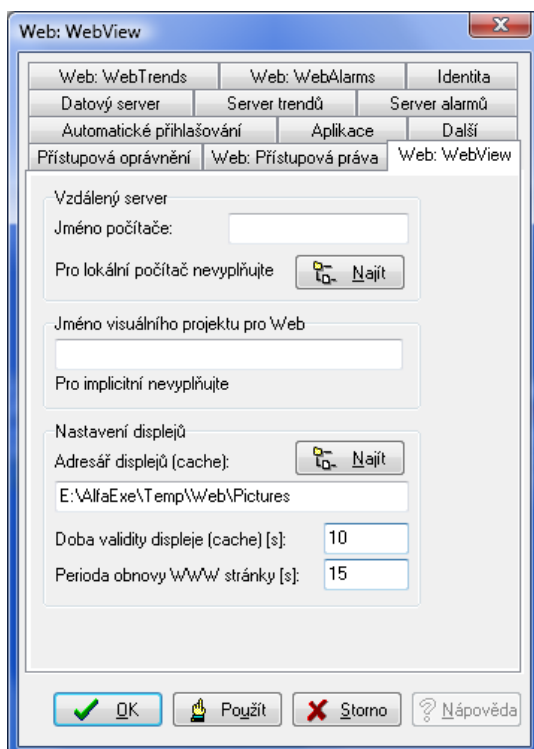 Web: WebView
Web: WebTrends Web: WebAlarms Identita
Datový server Server trendů Server alarmů
Automatické přihlašování Aplikace Další
Přístupová oprávnění Web: Přístupová práva Web: WebView
Vzdálený server
Jméno počítače:
Pro lokální počítač nevyplňujte Najít
Jméno visuálního projektu pro Web
Pro implicitní nevyplňujte
Nastavení displejů
Adresář displejů (cache): Najít
E:\AlfaExe\Temp\Web\Pictures
Doba validity displeje (cache) [s]: 10
Perioda obnovy WWW stránky [s]: 15
OK Použít Storno Nápověda